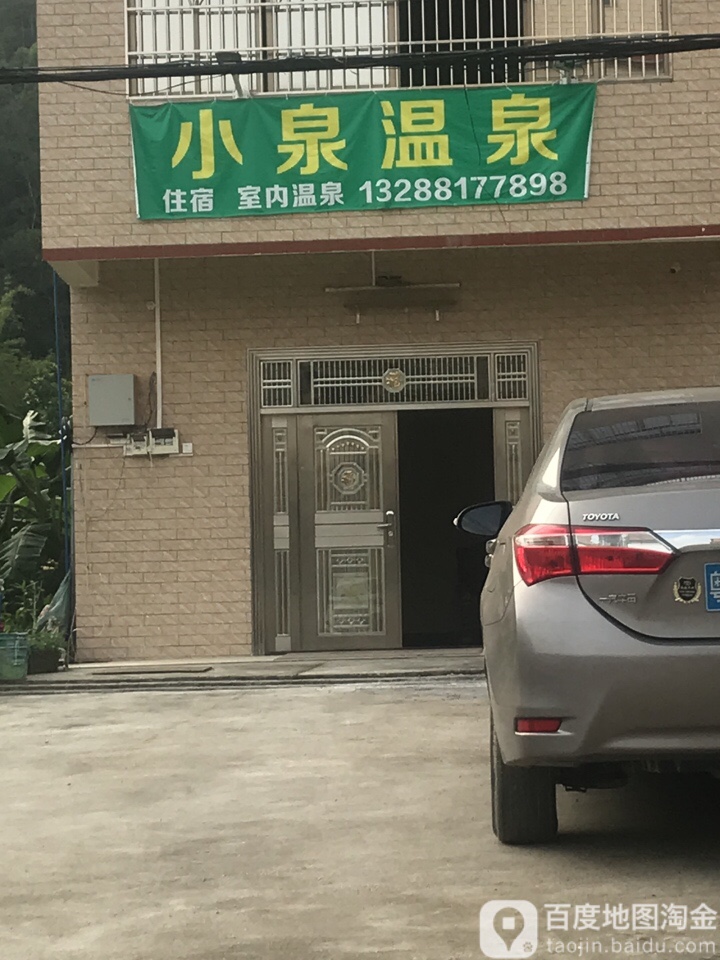 小泉温泉
住宿 室内温泉 13288177898
TOYOTA
粤
百度地图淘金
taojin.baidu.com